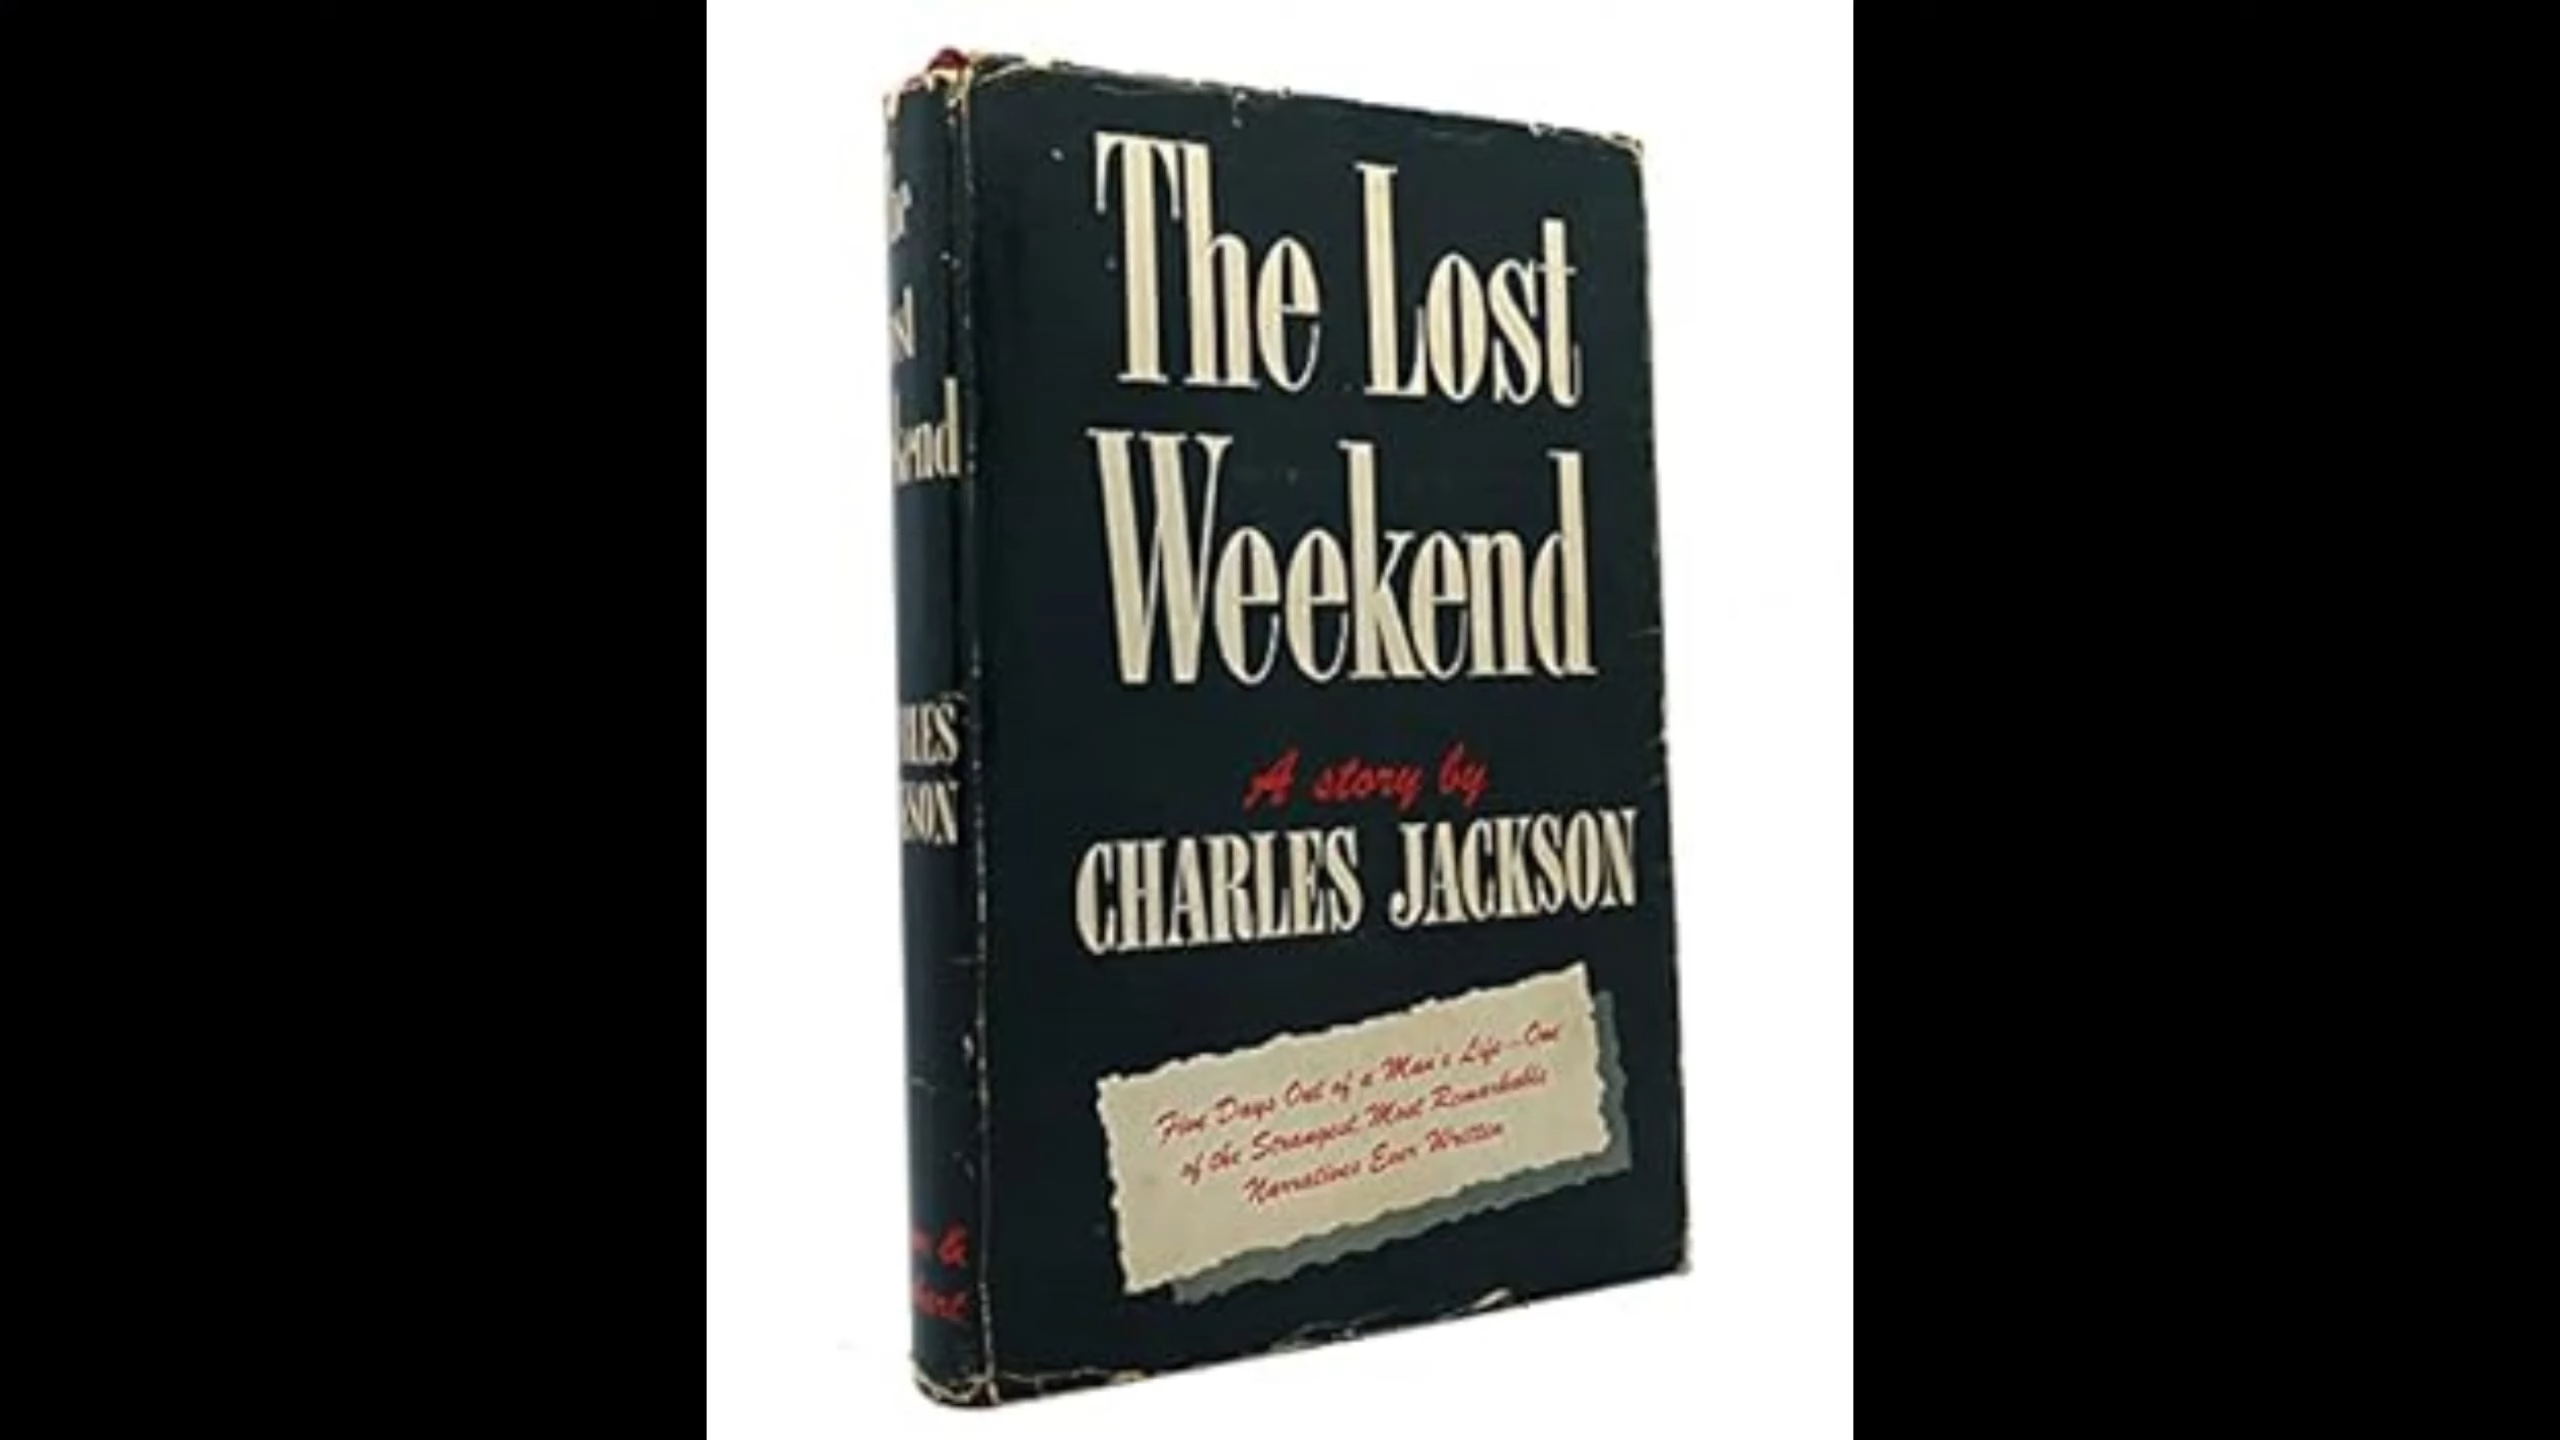 The Lost
Weekend
A story by
CHARLES JACKSON
Five Days Out of a Man's Life—One
of the Strangest, Most Remarkable
Narratives Ever Written
&